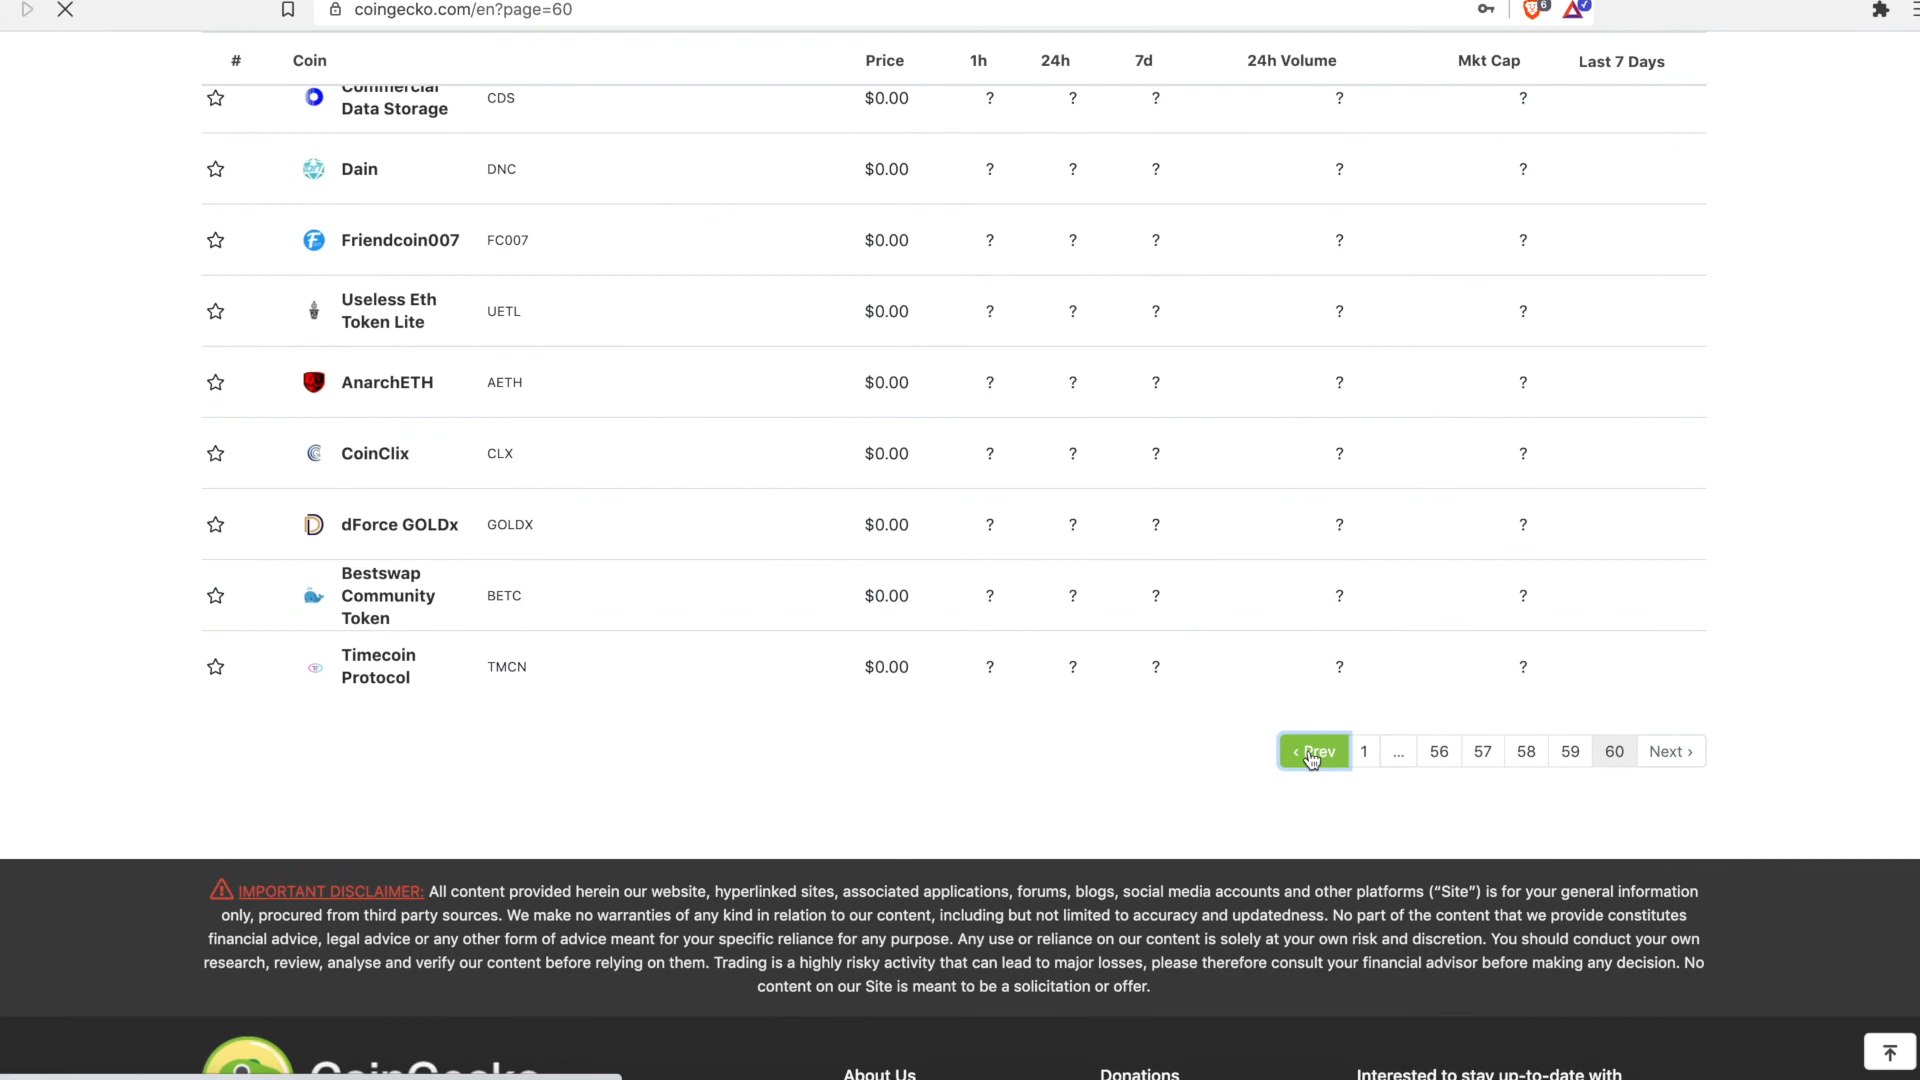 coingecko.com/en?page=60
6
# Coin Price 1h 24h 7d 24h Volume Mkt Cap Last 7 Days
Commercial
Data Storage CDS $0.00 ? ? ? ? ?
Dain DNC $0.00 ? ? ? ? ?
Friendcoin007 FC007 $0.00 ? ? ? ? ?
Useless Eth
Token Lite UETL $0.00 ? ? ? ? ?
AnarchETH AETH $0.00 ? ? ? ? ?
CoinClix CLX $0.00 ? ? ? ? ?
dForce GOLDx GOLDX $0.00 ? ? ? ? ?
Bestswap
Community
Token BETC $0.00 ? ? ? ? ?
Timecoin
Protocol TMCN $0.00 ? ? ? ? ?
‹ Prev 1 ... 56 57 58 59 60 Next ›
IMPORTANT DISCLAIMER: All content provided herein our website, hyperlinked sites, associated applications, forums, blogs, social media accounts and other platforms (“Site”) is for your general information
only, procured from third party sources. We make no warranties of any kind in relation to our content, including but not limited to accuracy and updatedness. No part of the content that we provide constitutes
financial advice, legal advice or any other form of advice meant for your specific reliance for any purpose. Any use or reliance on our content is solely at your own risk and discretion. You should conduct your own
research, review, analyse and verify our content before relying on them. Trading is a highly risky activity that can lead to major losses, please therefore consult your financial advisor before making any decision. No
content on our Site is meant to be a solicitation or offer.
CoinGecko About Us Donations Interested to stay up-to-date with